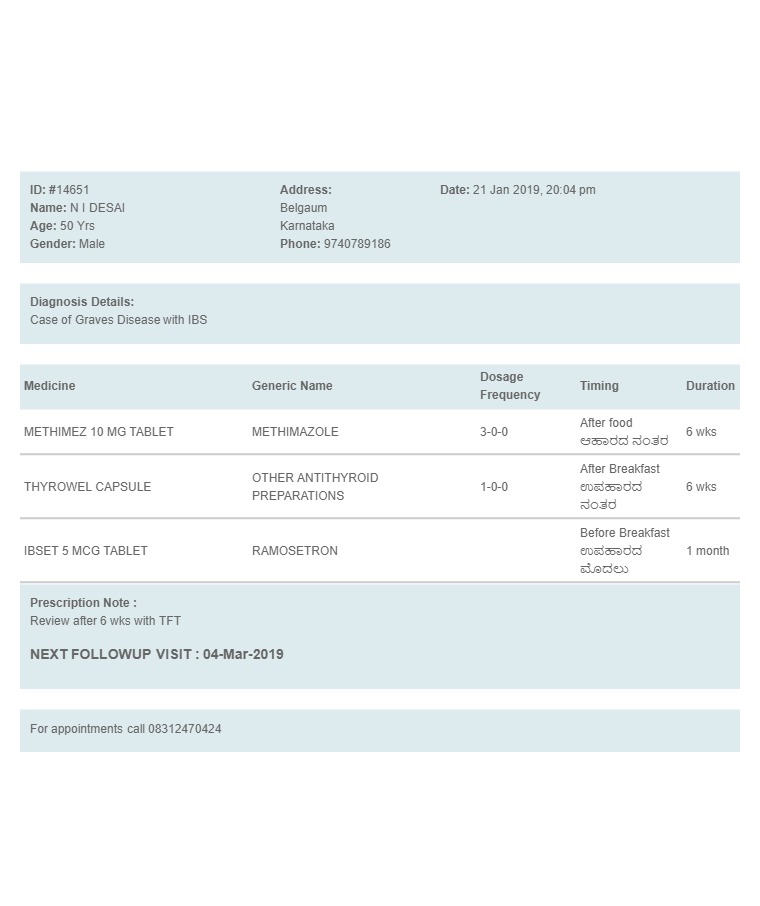 ID: #14651
Name: N I DESAI
Age: 50 Yrs
Gender: Male
Address:
Belgaum
Karnataka
Phone: 9740789186
Date: 21 Jan 2019, 20:04 pm
Diagnosis Details:
Case of Graves Disease with IBS
Medicine Generic Name Dosage Frequency Timing Duration
METHIMEZ 10 MG TABLET METHIMAZOLE 3-0-0 After food 6 wks
ಆಹಾರದ ನಂತರ
THYROWEL CAPSULE OTHER ANTITHYROID PREPARATIONS 1-0-0 After Breakfast 6 wks
ಉಪಹಾರದ
ನಂತರ
IBSET 5 MCG TABLET RAMOSETRON Before Breakfast 1 month
ಉಪಹಾರದ
ಮೊದಲು
Prescription Note :
Review after 6 wks with TFT
NEXT FOLLOWUP VISIT : 04-Mar-2019
For appointments call 08312470424